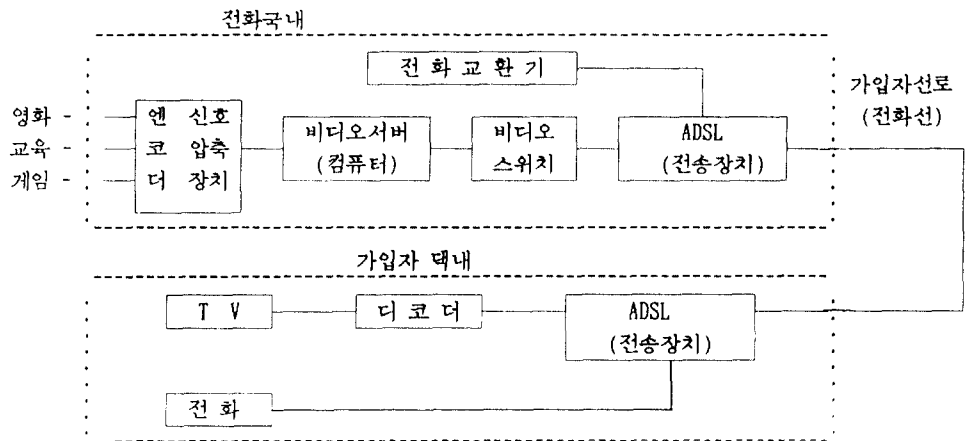 전화국내
전 화 교 환 기
가입자선로
(전화선)
영화 -
교육 -
게임 -
엔 신호
코 압축
더 장치
비디오서버
(컴퓨터)
비디오
스위치
ADSL
(전송장치)
가입자 댁내
T V
디 코 더
ADSL
(전송장치)
전 화